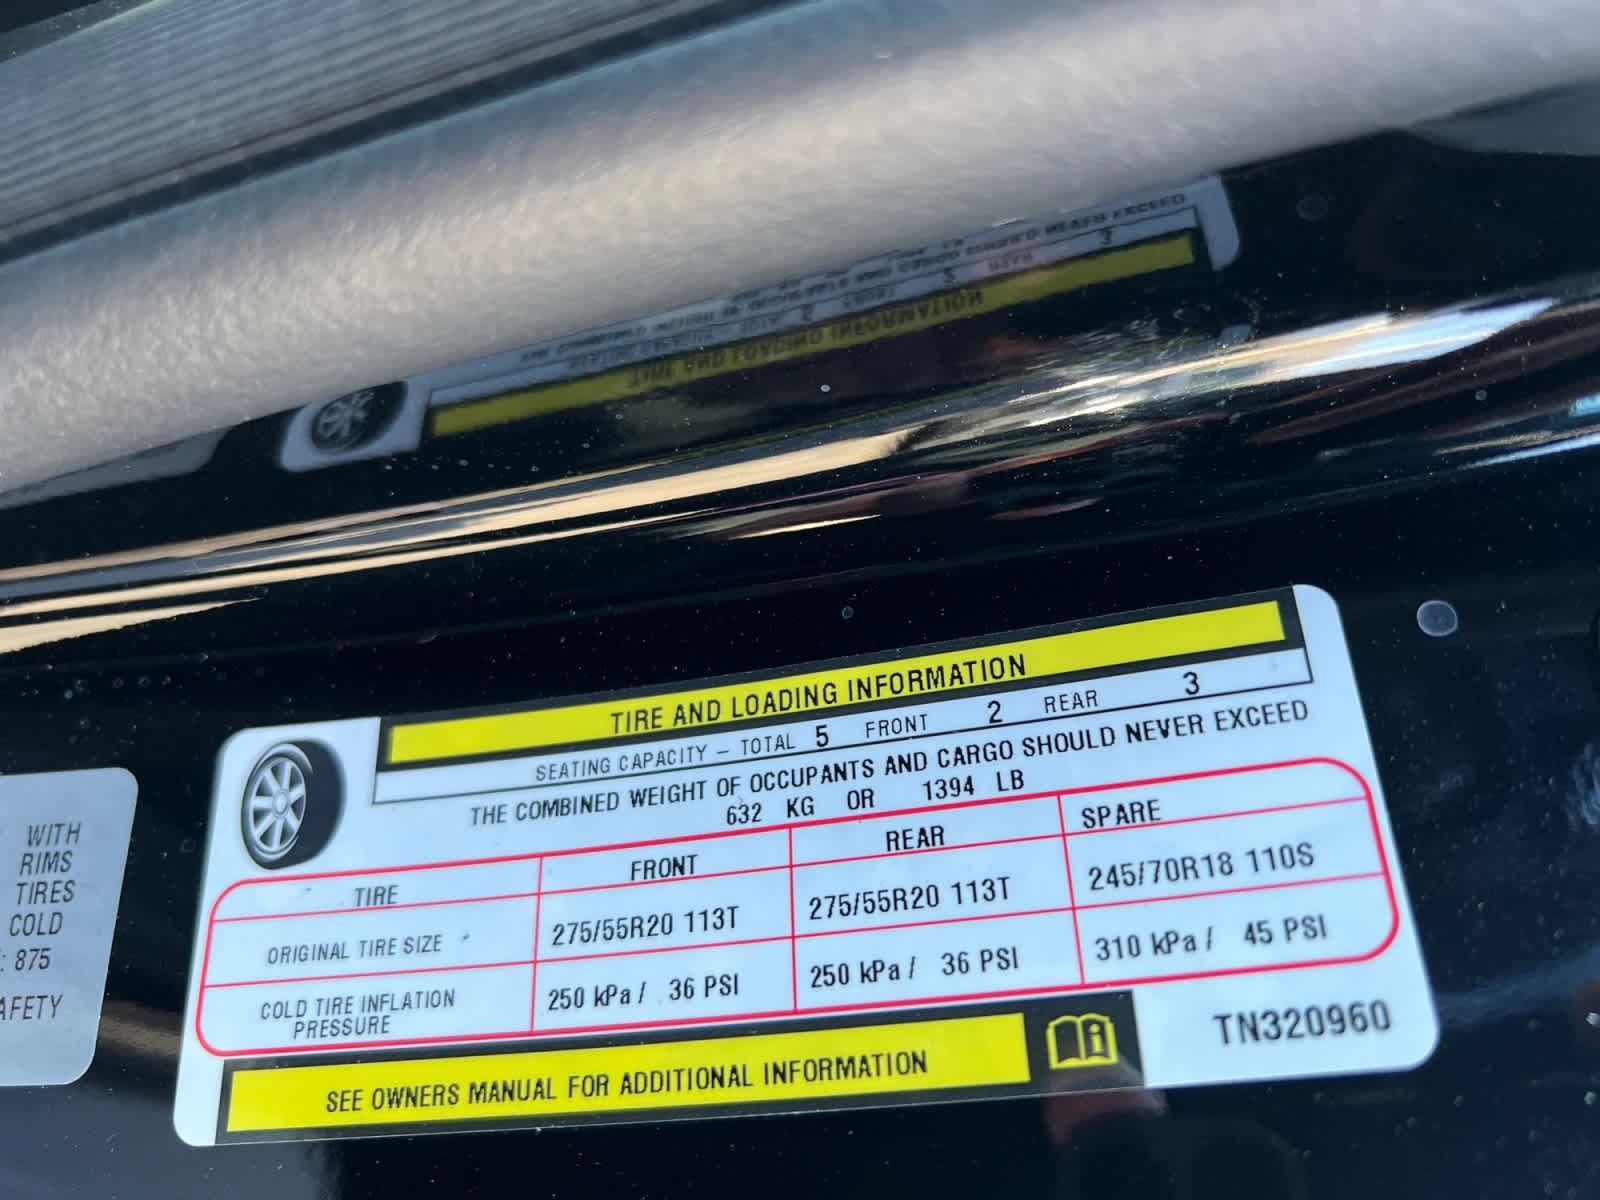 TIRE AND LOADING INFORMATION
SEATING CAPACITY – TOTAL 5 FRONT 2 REAR 3
THE COMBINED WEIGHT OF OCCUPANTS AND CARGO SHOULD NEVER EXCEED
632 KG OR 1394 LB
TIRE FRONT REAR SPARE
ORIGINAL TIRE SIZE 275/55R20 113T 275/55R20 113T 245/70R18 110S
COLD TIRE INFLATION
PRESSURE 250 kPa / 36 PSI 250 kPa / 36 PSI 310 kPa / 45 PSI
SEE OWNERS MANUAL FOR ADDITIONAL INFORMATION
TN320960
WITH
RIMS
TIRES
COLD
: 875
AFETY